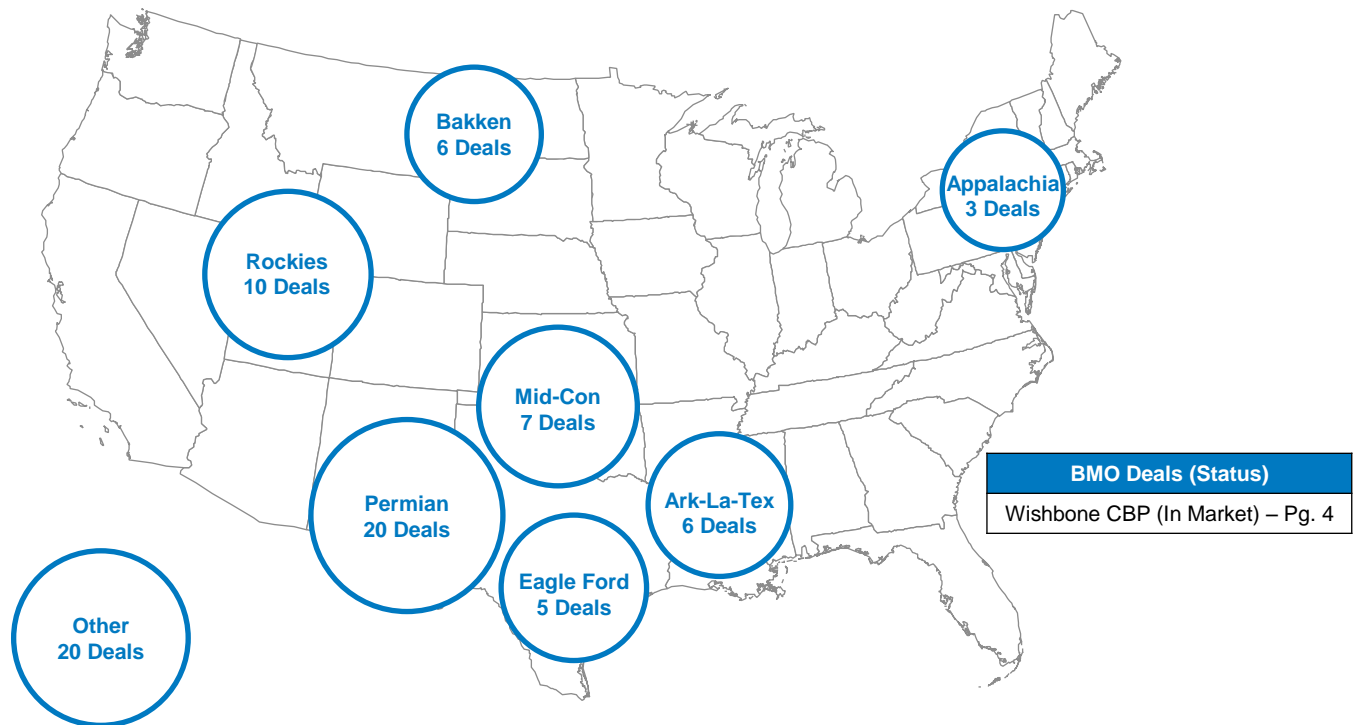 Bakken
6 Deals
Appalachia
3 Deals
Rockies
10 Deals
Mid-Con
7 Deals
Permian
20 Deals
Ark-La-Tex
6 Deals
Eagle Ford
5 Deals
Other
20 Deals
BMO Deals (Status)
Wishbone CBP (In Market) – Pg. 4